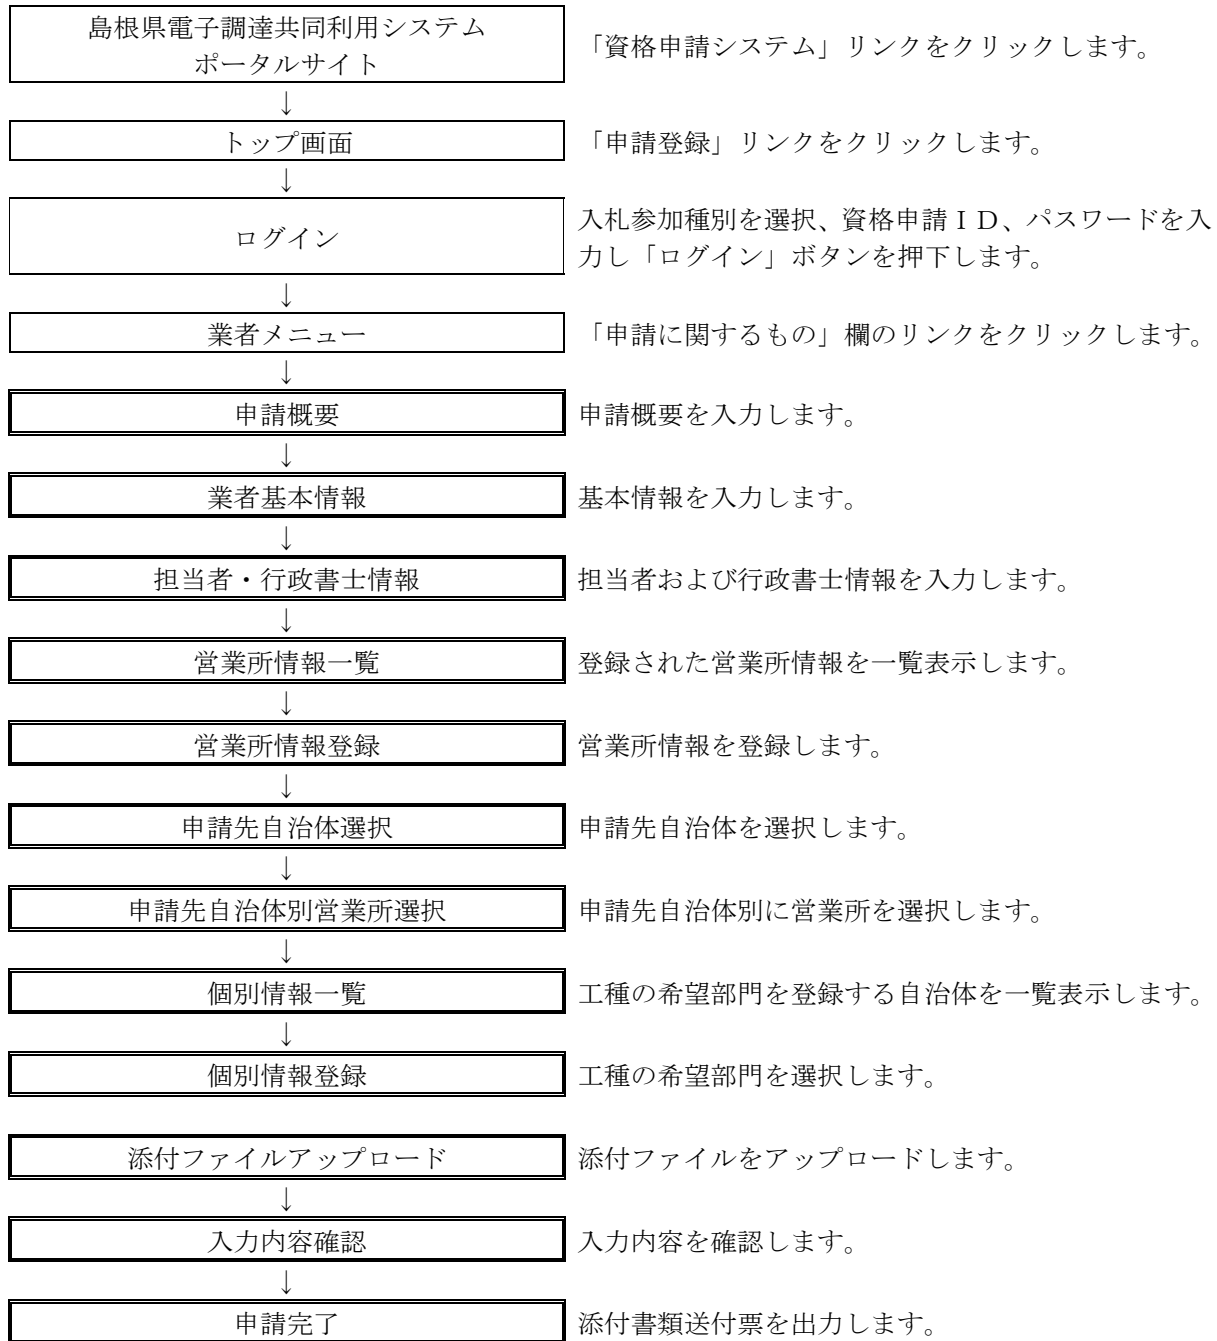 島根県電子調達共同利用システム
ポータルサイト
「資格申請システム」リンクをクリックします。
↓
トップ画面
「申請登録」リンクをクリックします。
↓
ログイン
入札参加種別を選択、資格申請ＩＤ、パスワードを入
力し「ログイン」ボタンを押下します。
↓
業者メニュー
「申請に関するもの」欄のリンクをクリックします。
↓
申請概要
申請概要を入力します。
↓
業者基本情報
基本情報を入力します。
↓
担当者・行政書士情報
担当者および行政書士情報を入力します。
↓
営業所情報一覧
登録された営業所情報を一覧表示します。
↓
営業所情報登録
営業所情報を登録します。
↓
申請先自治体選択
申請先自治体を選択します。
↓
申請先自治体別営業所選択
申請先自治体別に営業所を選択します。
↓
個別情報一覧
工種の希望部門を登録する自治体を一覧表示します。
↓
個別情報登録
工種の希望部門を選択します。
添付ファイルアップロード
添付ファイルをアップロードします。
↓
入力内容確認
入力内容を確認します。
↓
申請完了
添付書類送付票を出力します。